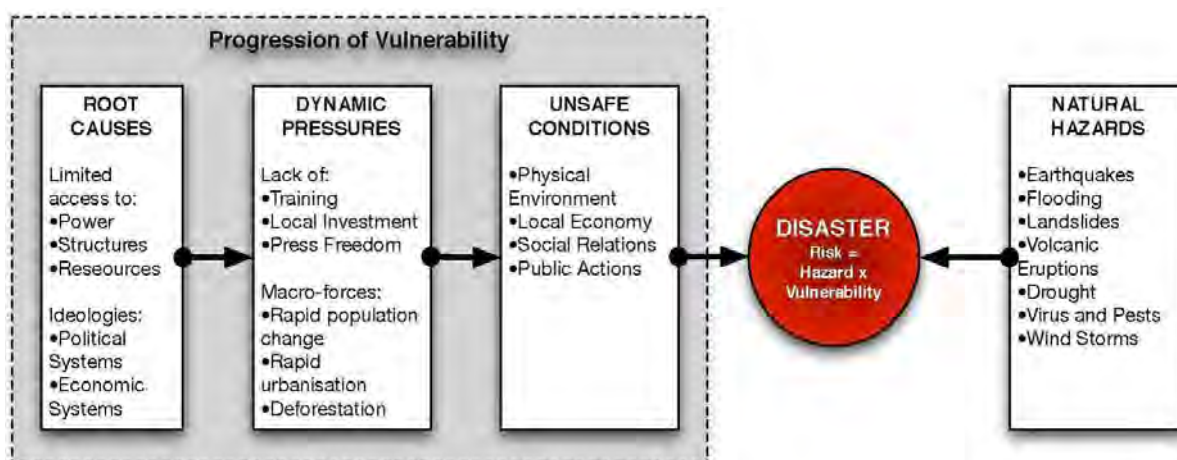 Progression of Vulnerability
ROOT
CAUSES
Limited
access to:
•Power
•Structures
•Reseources
Ideologies:
•Political
Systems
•Economic
Systems
DYNAMIC
PRESSURES
Lack of:
•Training
•Local Investment
•Press Freedom
Macro-forces:
•Rapid population
change
•Rapid
urbanisation
•Deforestation
UNSAFE
CONDITIONS
•Physical
Environment
•Local Economy
•Social Relations
•Public Actions
DISASTER
Risk =
Hazard x
Vulnerability
NATURAL
HAZARDS
•Earthquakes
•Flooding
•Landslides
•Volcanic
Eruptions
•Drought
•Virus and Pests
•Wind Storms